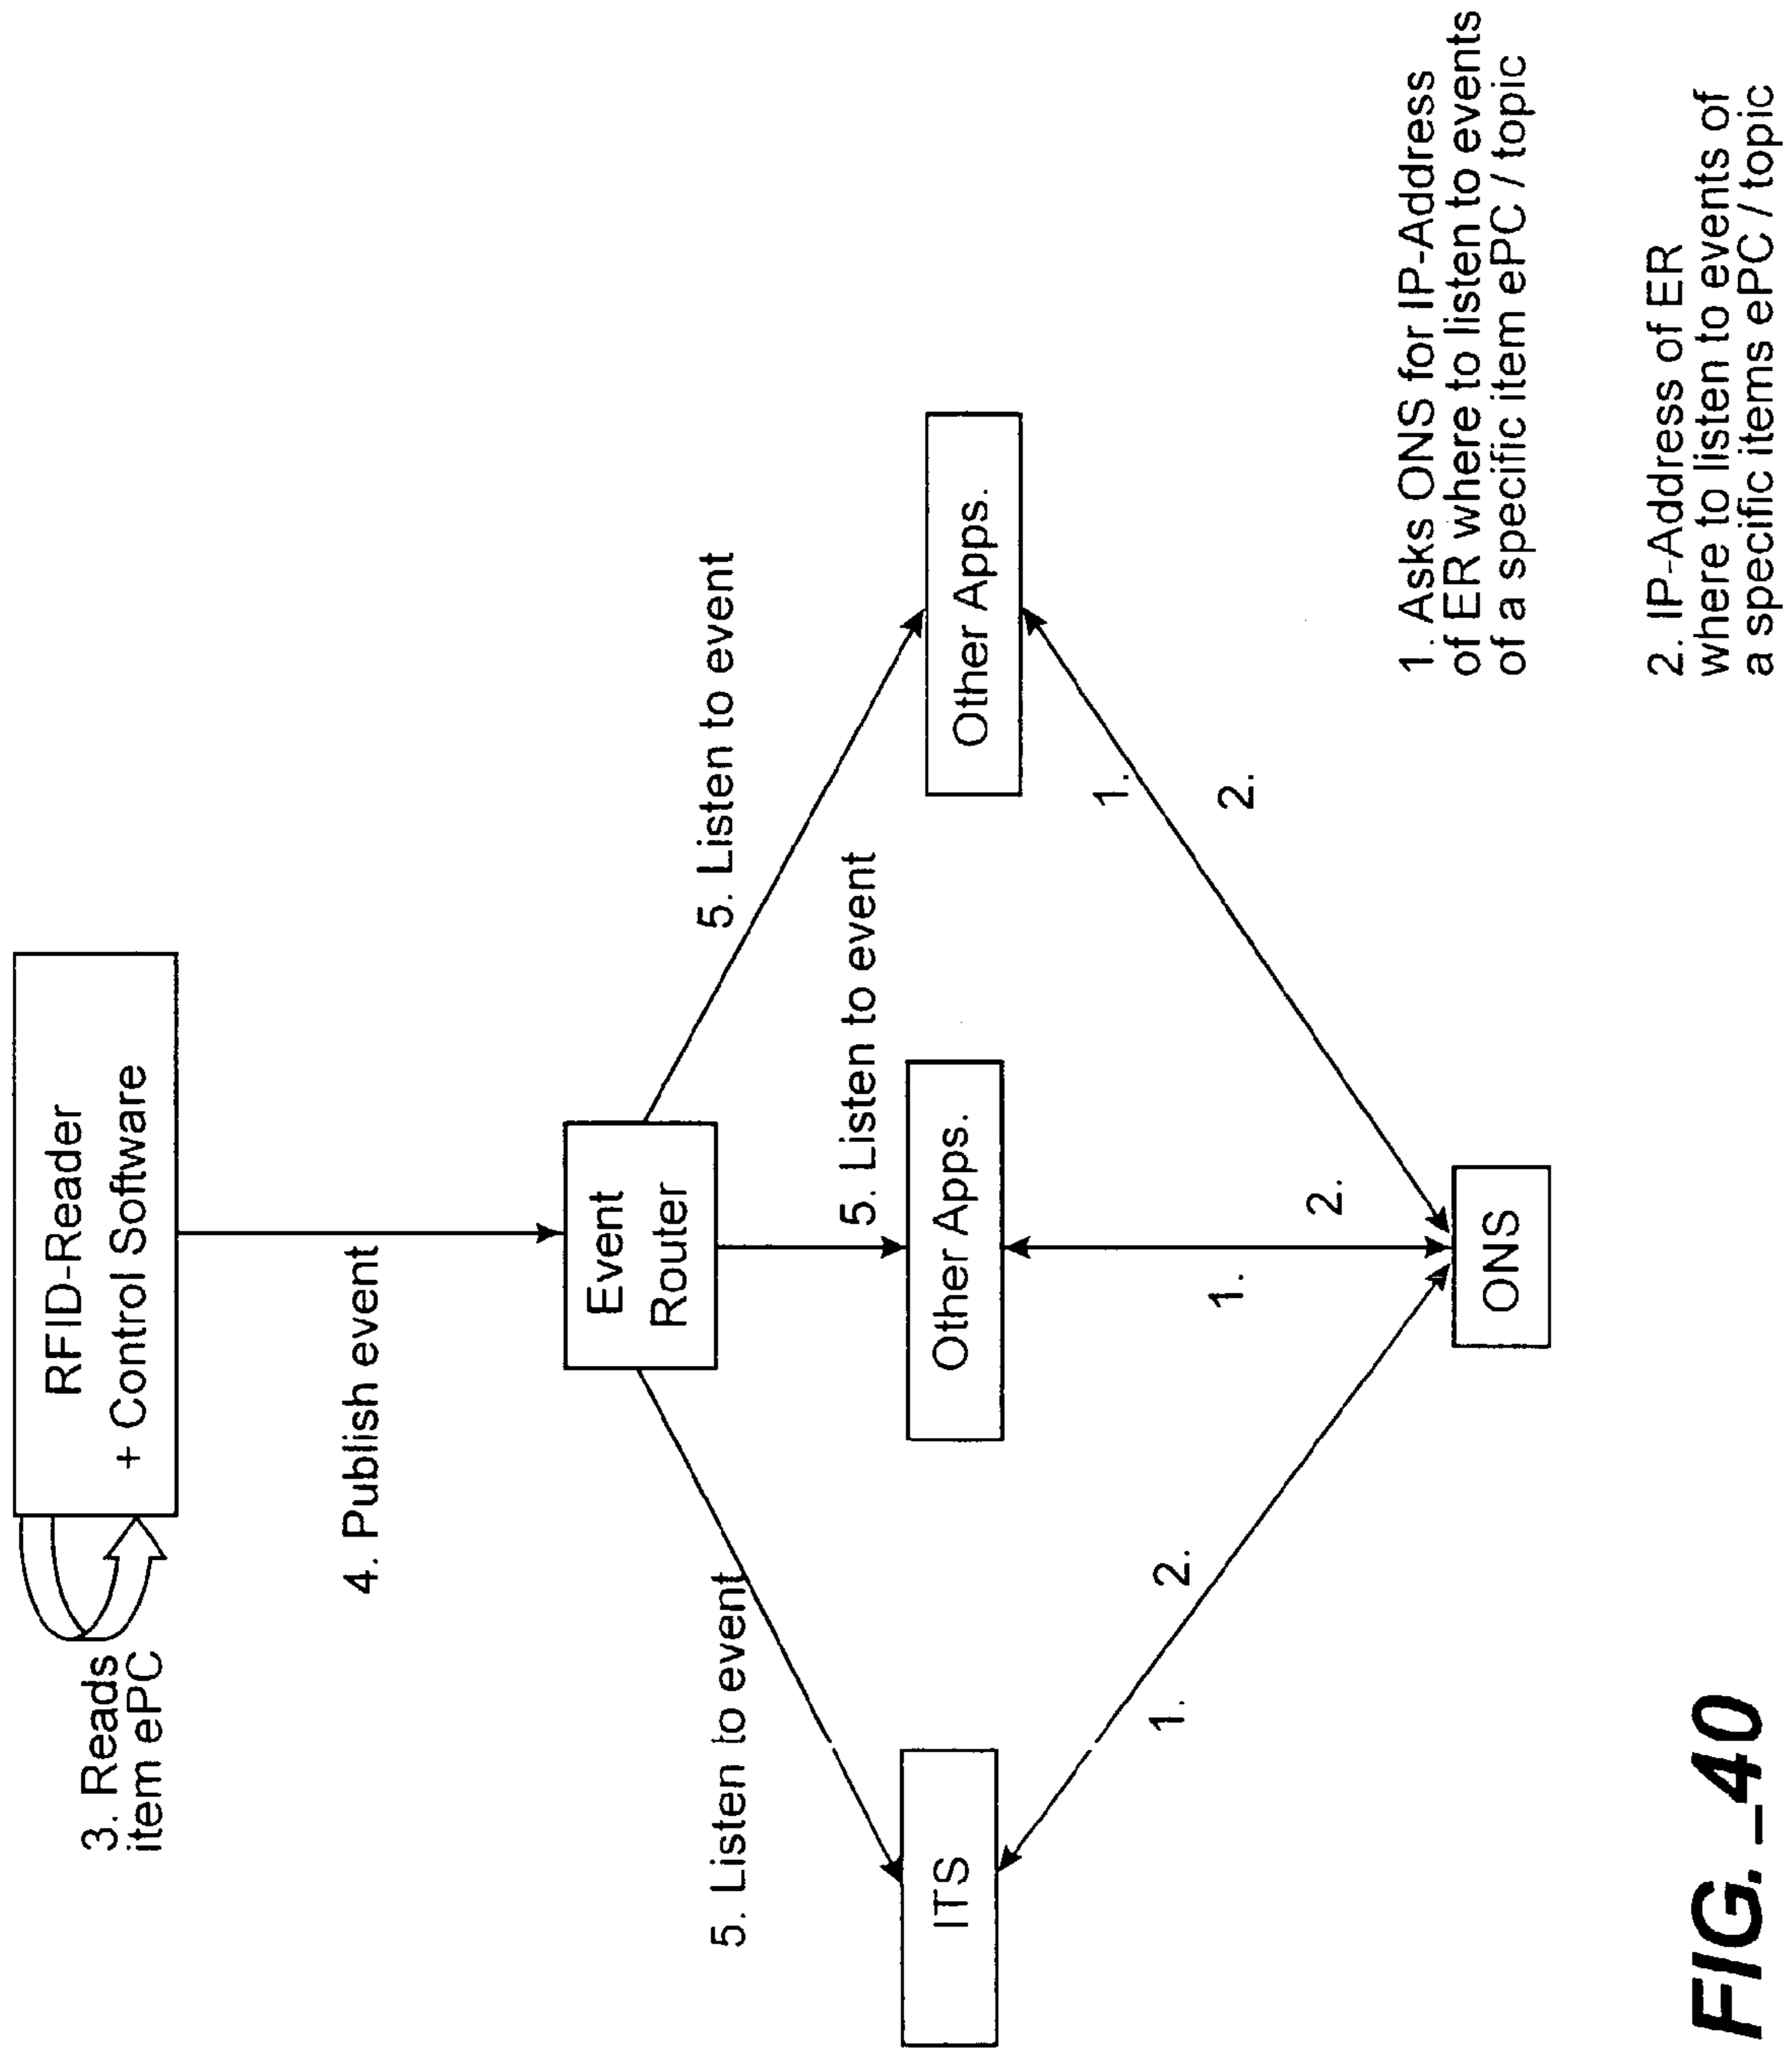 RFID-Reader
+ Control Software
3. Reads
item ePC
4. Publish event
Event
Router
5. Listen to event
5. Listen to event
5. Listen to event
ITS
Other Apps.
Other Apps.
1.
2.
1.
2.
1.
2.
ONS
1. Asks ONS for IP-Address
of ER where to listen to events
of a specific item ePC / topic
2. IP-Address of ER
where to listen to events of
a specific items ePC / topic
FIG._40